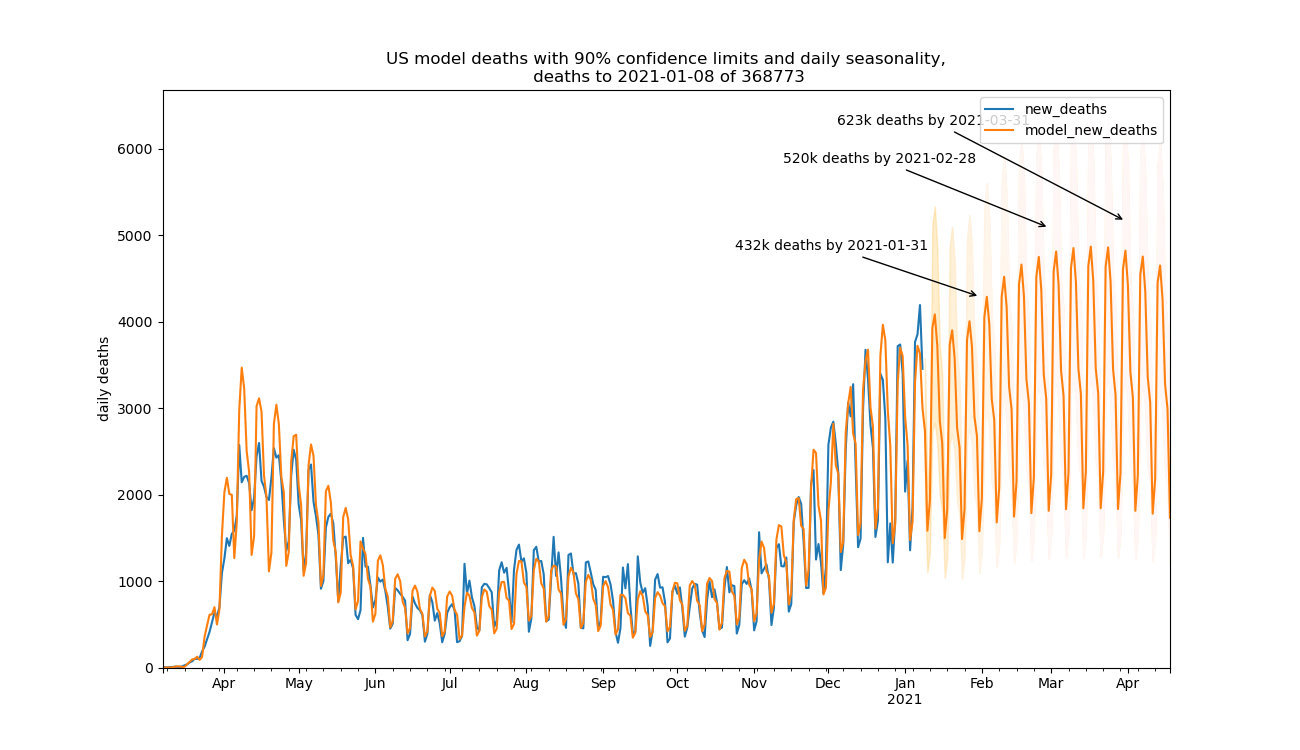 US model deaths with 90% confidence limits and daily seasonality,
deaths to 2021-01-08 of 368773
new_deaths
model_new_deaths
623k deaths by 2021-03-31
520k deaths by 2021-02-28
432k deaths by 2021-01-31
daily deaths
6000
5000
4000
3000
2000
1000
0
Apr May Jun Jul Aug Sep Oct Nov Dec Jan Feb Mar Apr
2021